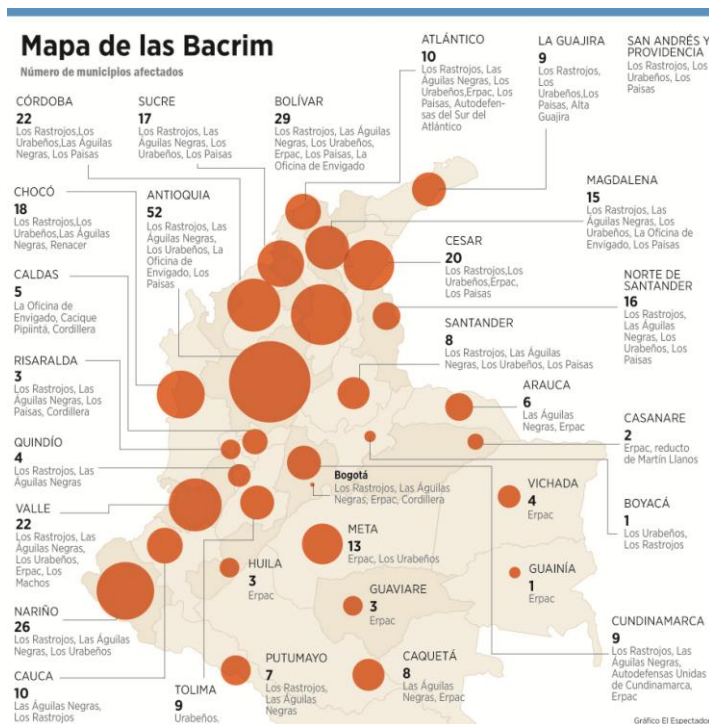 Mapa de las Bacrim
Número de municipios afectados
ATLÁNTICO
10
Los Rastrojos, Las
Águilas Negras, Los
Urabeños,Erpac, Los
Paisas, Autodefen-
sas del Sur del
Atlántico
LA GUAJIRA
9
Los Rastrojos,
Los
Urabeños,Los
Paisas, Alta
Guajira
SAN ANDRÉS Y
PROVIDENCIA
Los Rastrojos, Los
Urabeños, Los
Paisas
CÓRDOBA
22
Los Rastrojos,Los
Urabeños,Las Águilas
Negras, Los Paisas
SUCRE
17
Los Rastrojos, Las
Águilas Negras, Los
Urabeños, Los Paisas
BOLÍVAR
29
Los Rastrojos, Las Águilas
Negras, Los Urabeños,
Erpac, Los Paisas, La
Oficina de Envigado
CHOCÓ
18
Los Rastrojos,Los
Urabeños,Las Águilas
Negras, Renacer
ANTIOQUIA
52
Los Rastrojos, Las
Águilas Negras,
Los Urabeños, La
Oficina de
Envigado, Los
Paisas
MAGDALENA
15
Los Rastrojos, Las
Águilas Negras, Los
Urabeños, La Oficina de
Envigado, Los Paisas
CESAR
20
Los Rastrojos,Los
Urabeños,Erpac,
Los Paisas
NORTE DE
SANTANDER
16
Los Rastrojos,
Las Águilas
Negras, Los
Urabeños, Los
Paisas
CALDAS
5
La Oficina de
Envigado, Cacique
Pipiintá, Cordillera
SANTANDER
8
Los Rastrojos, Las Águilas
Negras, Los Urabeños, Los Paisas
RISARALDA
3
Los Rastrojos, Las
Águilas Negras, Los
Paisas, Cordillera
ARAUCA
6
Las Águilas
Negras, Erpac
CASANARE
2
Erpac, reducto
de Martín Llanos
QUINDÍO
4
Los Rastrojos, Las
Águilas Negras
Bogotá
Los Rastrojos, Las Águilas
Negras, Erpac, Cordillera
VICHADA
4
Erpac
BOYACÁ
1
Los Urabeños,
Los Rastrojos
VALLE
22
Los Rastrojos, Las
Águilas Negras,
Los Urabeños,
Erpac, Los
Machos
META
13
Erpac, Los Urabeños
HUILA
3
Erpac
GUAVIARE
3
Erpac
GUAINÍA
1
Erpac
NARIÑO
26
Los Rastrojos, Las Águilas
Negras, Los Urabeños
CUNDINAMARCA
9
Los Rastrojos, Las
Águilas Negras,
Autodefensas Unidas
de Cundinamarca,
Erpac
CAUCA
10
Las Águilas Negras,
Los Rastrojos
TOLIMA
9
Urabeños.
PUTUMAYO
7
Los Rastrojos,
Las Águilas
Negras
CAQUETÁ
8
Las Águilas
Negras, Erpac
Gráfico El Espectador